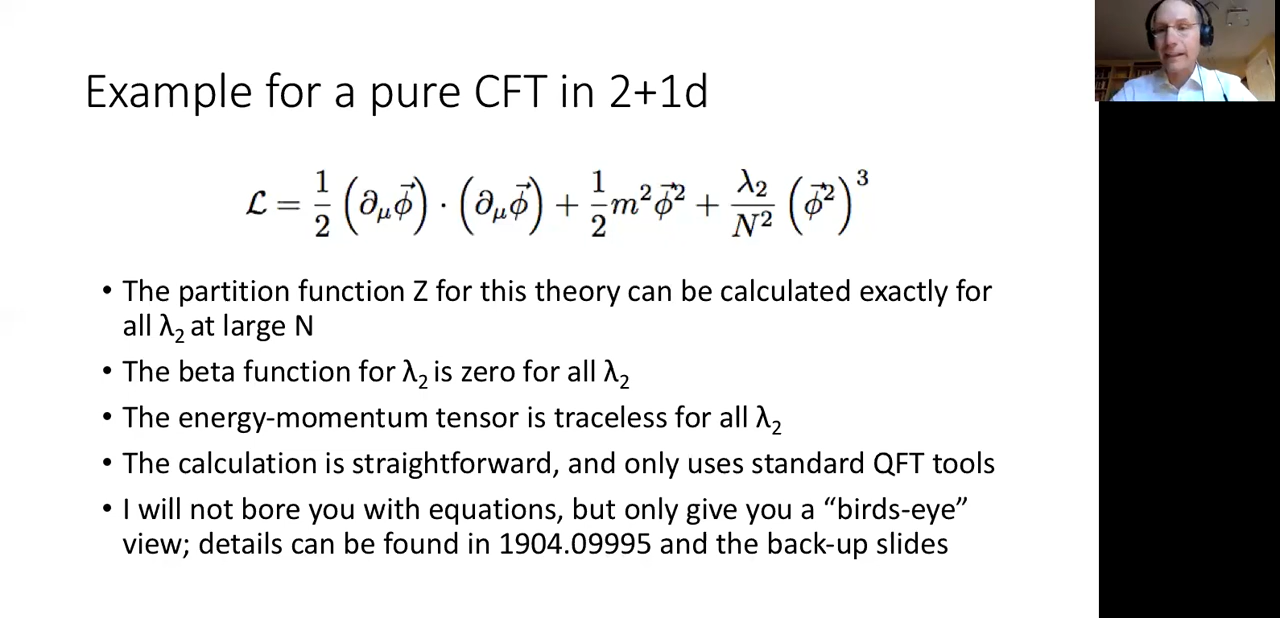 Example for a pure CFT in 2+1d
ℒ = 1/2 (∂_μ φ⃗) · (∂_μ φ⃗) + 1/2 m² φ⃗² + λ₂/N² (φ⃗²)³
• The partition function Z for this theory can be calculated exactly for
all λ₂ at large N
• The beta function for λ₂ is zero for all λ₂
• The energy-momentum tensor is traceless for all λ₂
• The calculation is straightforward, and only uses standard QFT tools
• I will not bore you with equations, but only give you a “birds-eye”
view; details can be found in 1904.09995 and the back-up slides